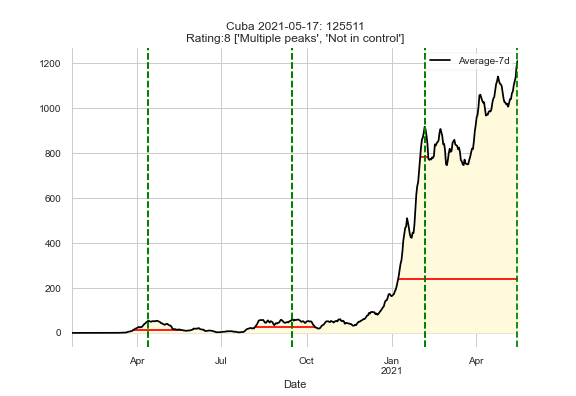 Cuba 2021-05-17: 125511
Rating:8 ['Multiple peaks', 'Not in control']
Average-7d
1200
1000
800
600
400
200
0
Apr
Jul
Oct
Jan
2021
Apr
Date